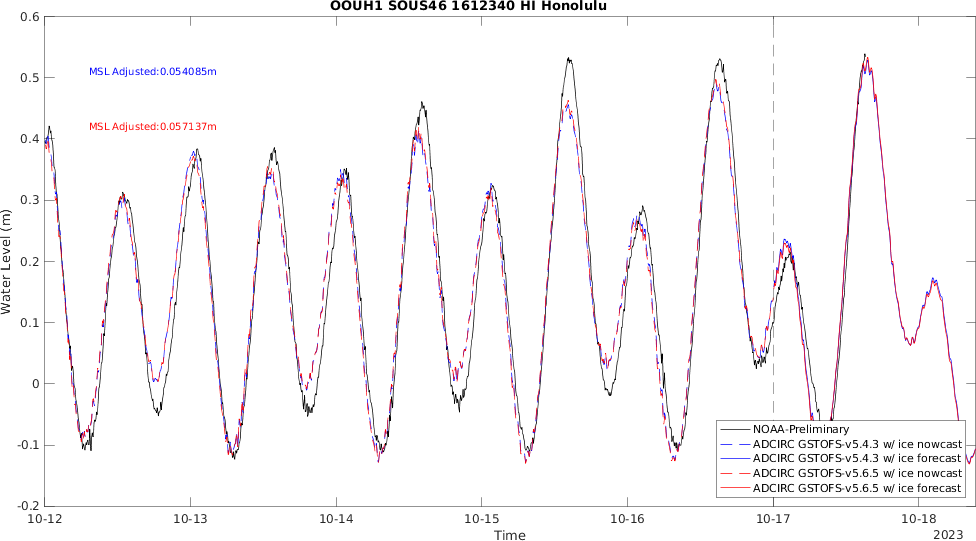 OOUH1 SOUS46 1612340 HI Honolulu
0.6
0.5
0.4
0.3
0.2
0.1
0
-0.1
-0.2
Water Level (m)
MSL Adjusted:0.054085m
MSL Adjusted:0.057137m
NOAA-Preliminary
ADCIRC GSTOFS-v5.4.3 w/ ice nowcast
ADCIRC GSTOFS-v5.4.3 w/ ice forecast
ADCIRC GSTOFS-v5.6.5 w/ ice nowcast
ADCIRC GSTOFS-v5.6.5 w/ ice forecast
10-12 10-13 10-14 10-15 10-16 10-17 10-18
Time
2023